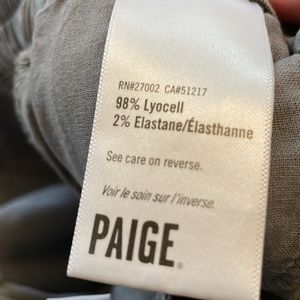 RN#27002 CA#51217
98% Lyocell
2% Elastane/Élasthanne
See care on reverse.
Voir le soin sur l'inverse.
PAIGE.